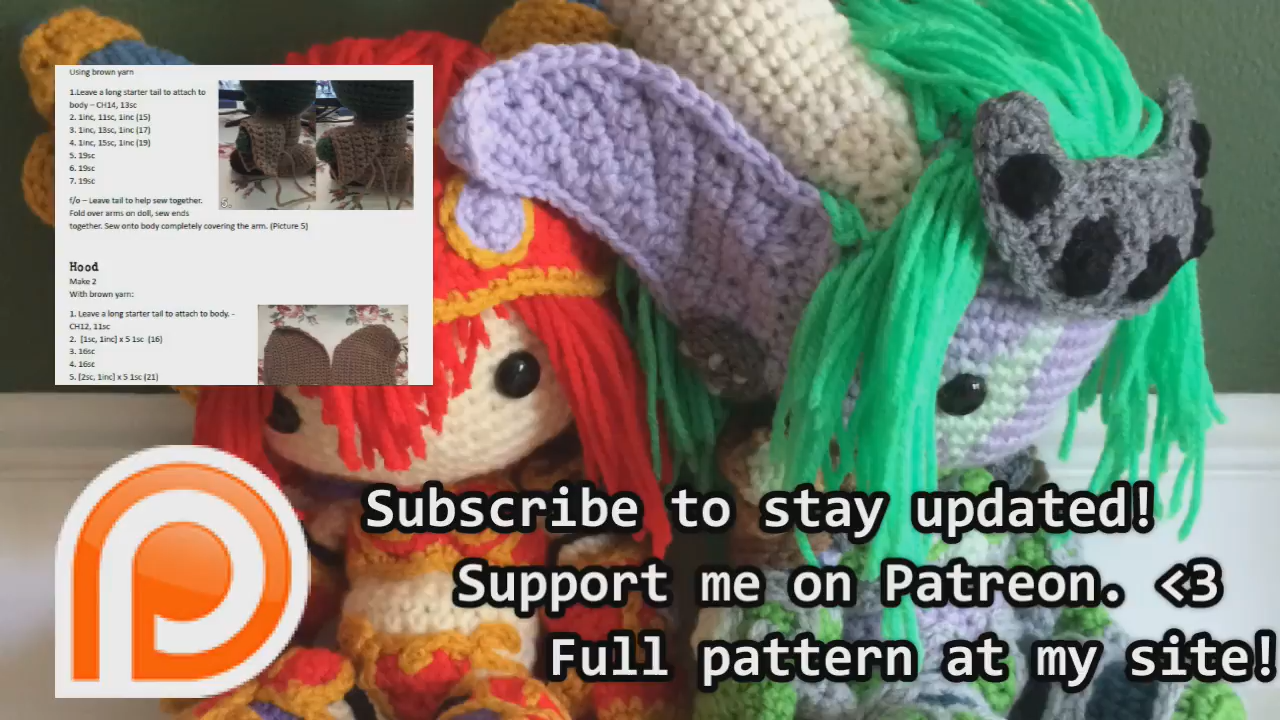 Using brown yarn
1.Leave a long starter tail to attach to
body – CH14, 13sc
2. 1inc, 11sc, 1inc (15)
3. 1inc, 13sc, 1inc (17)
4. 1inc, 15sc, 1inc (19)
5. 19sc
6. 19sc
7. 19sc
f/o – Leave tail to help sew together.
Fold over arms on doll, sew ends
together. Sew onto body completely covering the arm. (Picture 5)
5.
Hood
Make 2
With brown yarn:
1. Leave a long starter tail to attach to body. -
CH12, 11sc
2. [1sc, 1inc] x 5 1sc (16)
3. 16sc
4. 16sc
5. [2sc, 1inc] x 5 1sc (21)
Subscribe to stay updated!
Support me on Patreon. <3
Full pattern at my site!